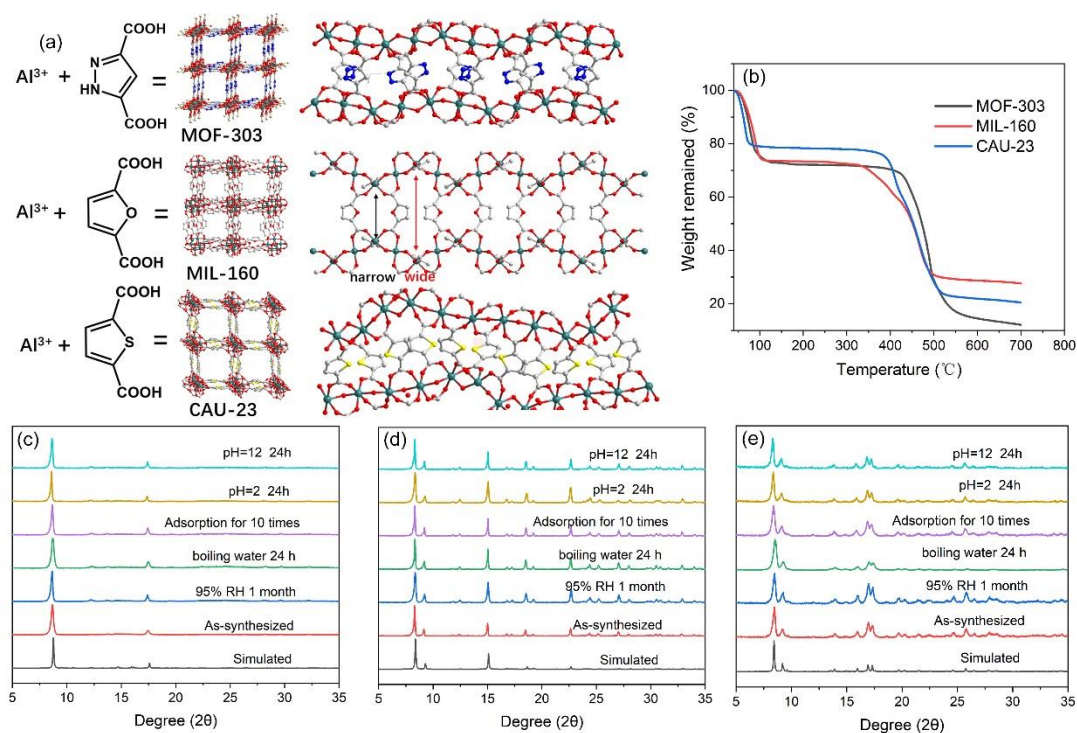 (a)
COOH
N
HN
COOH
Al³⁺ +
=
MOF-303
COOH
O
COOH
Al³⁺ +
=
MIL-160
narrow wide
COOH
S
COOH
Al³⁺ +
=
CAU-23
(b)
MOF-303
MIL-160
CAU-23
Weight remained (%)
100
80
60
40
20
100 200 300 400 500 600 700
Temperature (℃)
(c)
pH=12 24h
pH=2 24h
Adsorption for 10 times
boiling water 24 h
95% RH 1 month
As-synthesized
Simulated
5 10 15 20 25 30 35
Degree (2θ)
(d)
pH=12 24h
pH=2 24h
Adsorption for 10 times
boiling water 24 h
95% RH 1 month
As-synthesized
Simulated
5 10 15 20 25 30 35
Degree (2θ)
(e)
pH=12 24h
pH=2 24h
Adsorption for 10 times
boiling water 24 h
95% RH 1 month
As-synthesized
Simulated
5 10 15 20 25 30 35
Degree (2θ)